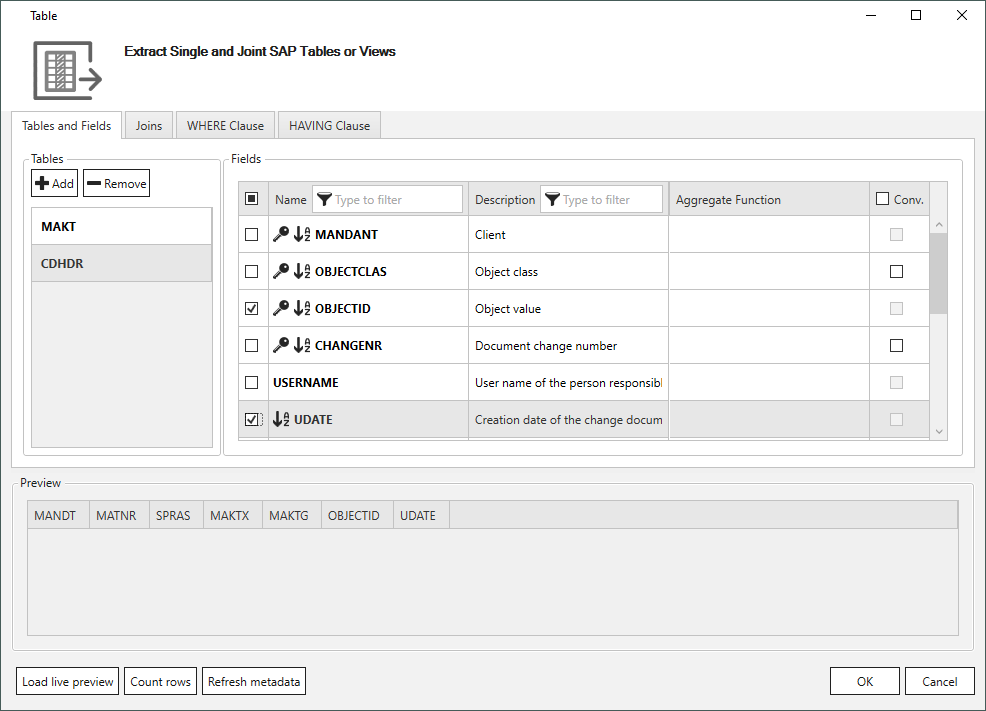 Table
Extract Single and Joint SAP Tables or Views
Tables and Fields Joins WHERE Clause HAVING Clause
Tables
Add Remove
MAKT
CDHDR
Fields
Name Type to filter Description Type to filter Aggregate Function Conv.
MANDANT Client
OBJECTCLAS Object class
OBJECTID Object value
CHANGENR Document change number
USERNAME User name of the person responsibl
UDATE Creation date of the change docum
Preview
MANDT MATNR SPRAS MAKTX MAKTG OBJECTID UDATE
Load live preview Count rows Refresh metadata OK Cancel